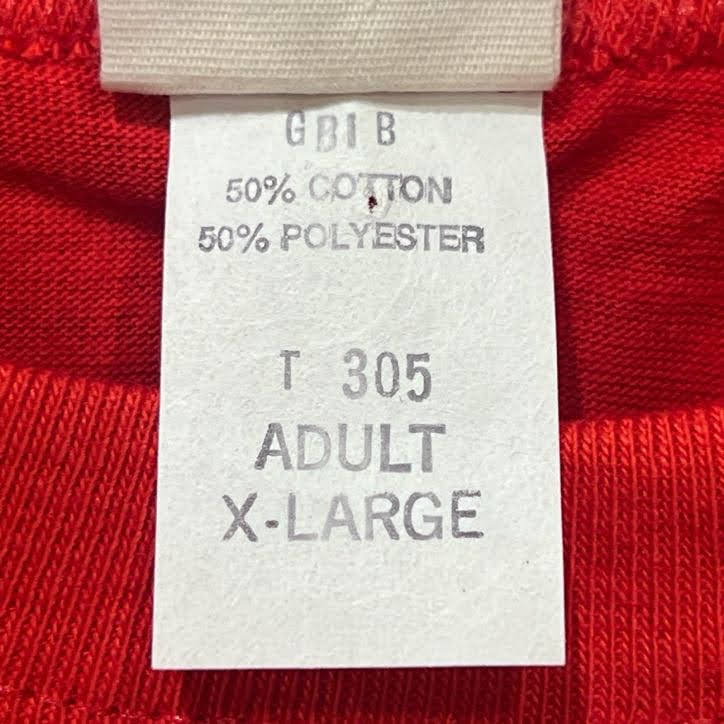 GBI B
50% COTTON
50% POLYESTER
T 305
ADULT
X-LARGE